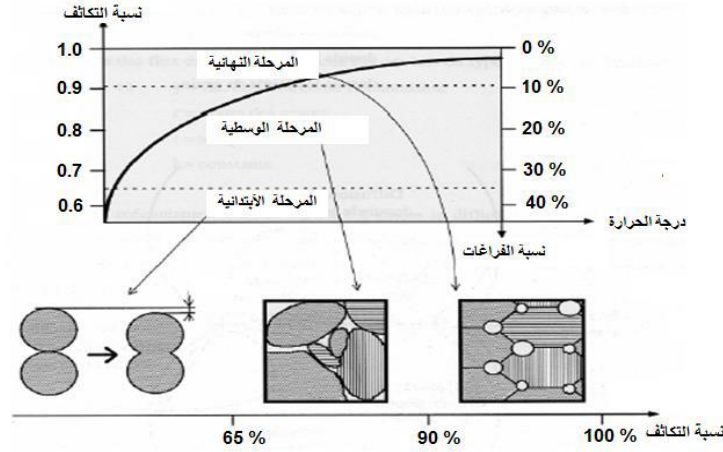 نسبة التكاثف
1.0
0.9
0.8
0.7
0.6
0 %
10 %
20 %
30 %
40 %
المرحلة النهائية
المرحلة الوسطية
المرحلة الأبتدائية
درجة الحرارة
نسبة الفراغات
65 %
90 %
100 %
نسبة التكاثف